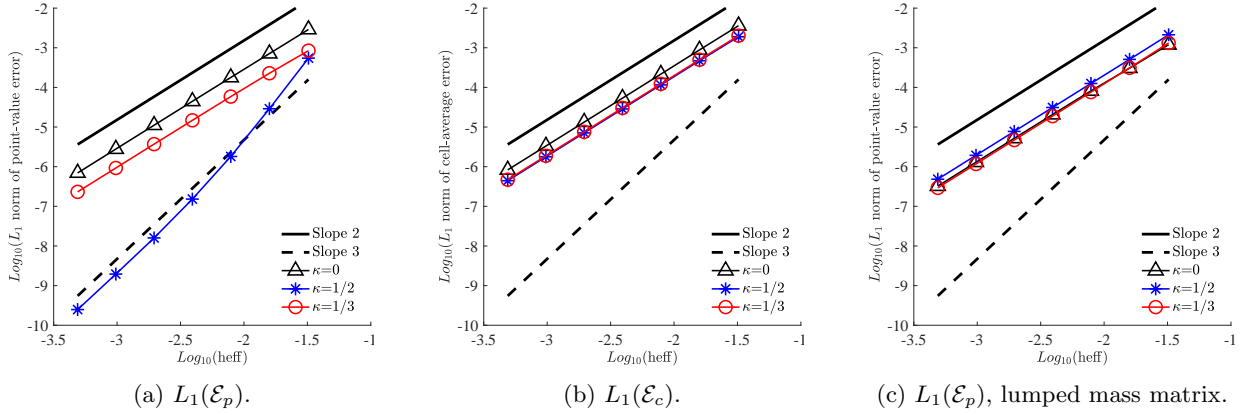 -2
-3
-4
-5
-6
-7
-8
-9
-10
-3.5 -3 -2.5 -2 -1.5 -1
Log10(L1 norm of point-value error)
Log10(heff)
Slope 2
Slope 3
κ=0
κ=1/2
κ=1/3
(a) L1(Ep).
-2
-3
-4
-5
-6
-7
-8
-9
-10
-3.5 -3 -2.5 -2 -1.5 -1
Log10(L1 norm of cell-average error)
Log10(heff)
Slope 2
Slope 3
κ=0
κ=1/2
κ=1/3
(b) L1(Ec).
-2
-3
-4
-5
-6
-7
-8
-9
-10
-3.5 -3 -2.5 -2 -1.5 -1
Log10(L1 norm of point-value error)
Log10(heff)
Slope 2
Slope 3
κ=0
κ=1/2
κ=1/3
(c) L1(Ep), lumped mass matrix.